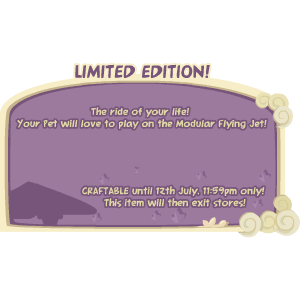 LIMITED EDITION!
The ride of your life!
Your Pet will love to play on the Modular Flying Jet!
CRAFTABLE until 12th July, 11:59pm only!
This item will then exit stores!